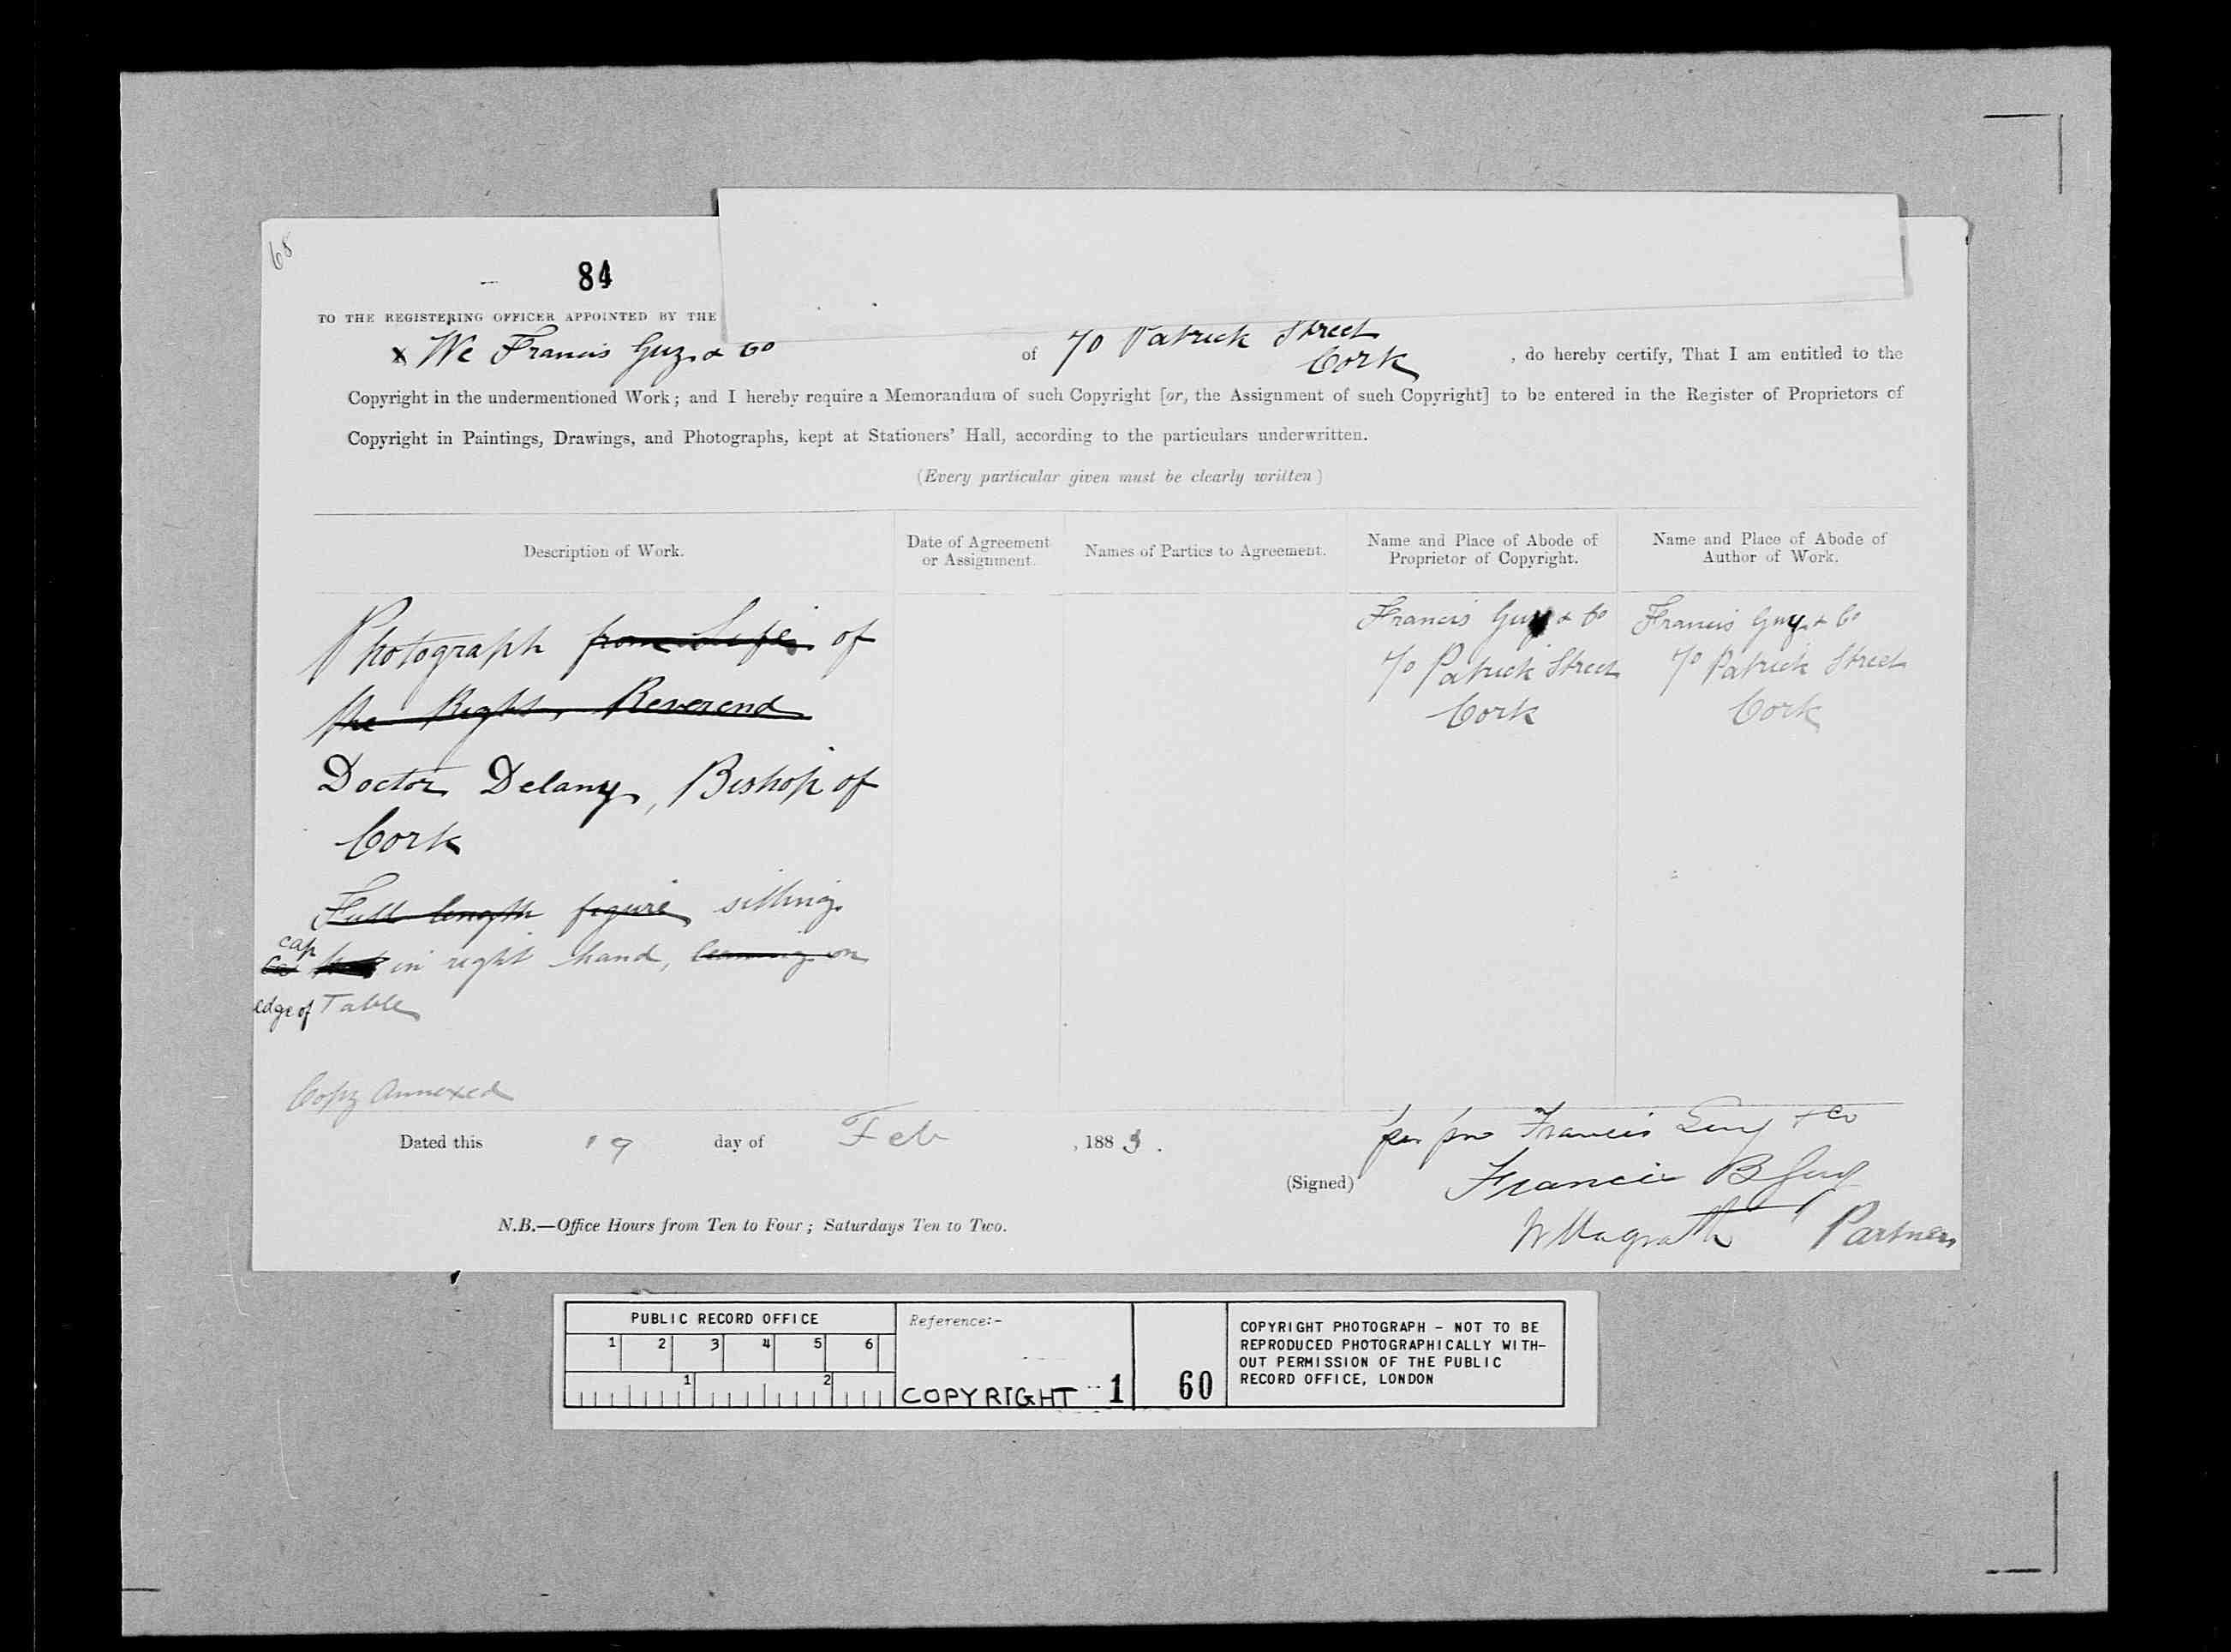 68
84
TO THE REGISTERING OFFICER APPOINTED BY THE
x We Francis Guy & Co of 70 Patrick Street
Cork , do hereby certify, That I am entitled to the
Copyright in the undermentioned Work; and I hereby require a Memorandum of such Copyright [or, the Assignment of such Copyright] to be entered in the Register of Proprietors of
Copyright in Paintings, Drawings, and Photographs, kept at Stationers' Hall, according to the particulars underwritten.
(Every particular given must be clearly written)
Description of Work.
Date of Agreement
or Assignment.
Names of Parties to Agreement.
Name and Place of Abode of
Proprietor of Copyright.
Name and Place of Abode of
Author of Work.
Photograph from Life of
the Right Reverend
Doctor Delany, Bishop of
Cork
Full length figure sitting
cap
in right hand, leaning on
edge of Table
Copy Annexed
Francis Guy & Co
70 Patrick Street
Cork
Francis Guy & Co
70 Patrick Street
Cork
Dated this 19 day of Feb , 1883.
per pro Francis Guy & Co
(Signed) Francis B Guy
W Magrath Partners
N.B.—Office Hours from Ten to Four; Saturdays Ten to Two.
PUBLIC RECORD OFFICE
1 2 3 4 5 6
1 2
Reference:-
COPYRIGHT 1 60
COPYRIGHT PHOTOGRAPH - NOT TO BE
REPRODUCED PHOTOGRAPHICALLY WITH-
OUT PERMISSION OF THE PUBLIC
RECORD OFFICE, LONDON